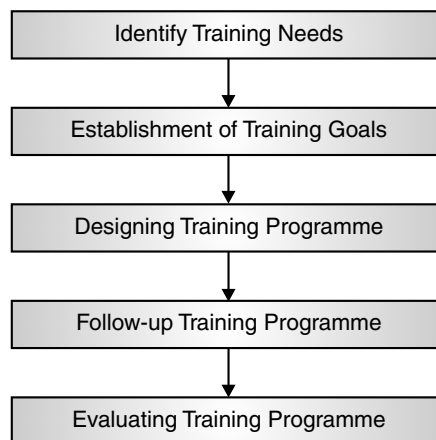 Identify Training Needs
Establishment of Training Goals
Designing Training Programme
Follow-up Training Programme
Evaluating Training Programme